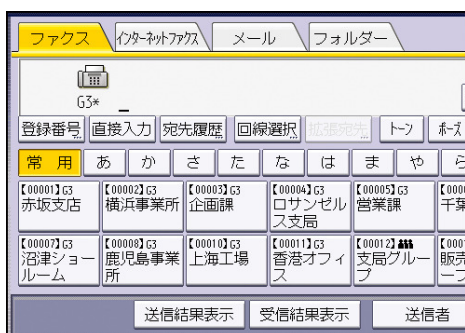 ファクス インターネットファクス メール フォルダー
G3* _
登録番号 直接入力 宛先履歴 回線選択 拡張宛先 トーン ポーズ
常用 あ か さ た な は ま や ら
【00001】G3 【00002】G3 【00003】G3 【00004】G3 【00005】G3
赤坂支店 横浜事業所 企画課 ロサンゼル 営業課 千葉
ス支局
【00007】G3 【00008】G3 【00010】G3 【00011】G3 【00012】
沼津ショー 鹿児島事業 上海工場 香港オフィ 支局グルー 販売
ルーム 所 ス プ ープ
送信結果表示 受信結果表示 送信者